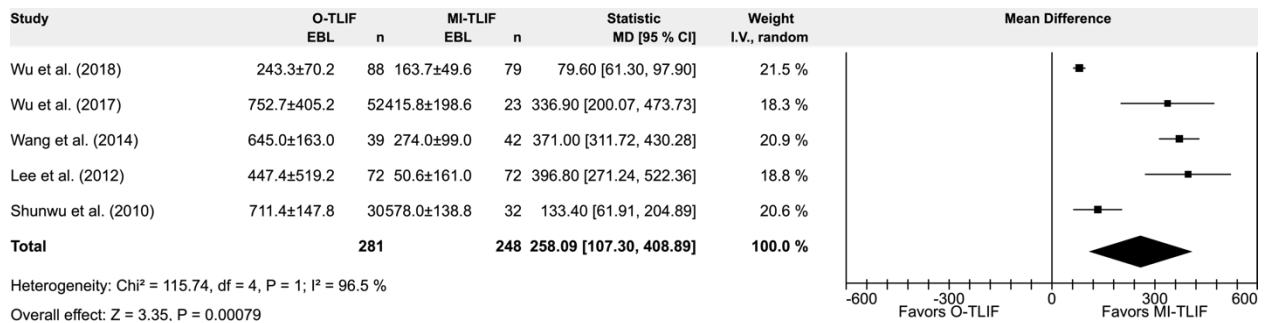 Study O-TLIF MI-TLIF Statistic Weight Mean Difference
EBL n EBL n MD [95 % CI] I.V., random
Wu et al. (2018) 243.3±70.2 88 163.7±49.6 79 79.60 [61.30, 97.90] 21.5 %
Wu et al. 2017) 752.7±405.2 52 415.8±198.6 23 336.90 [200.07, 473.73] 18.3 %
Wang et al. (2014) 645.0±163.0 39 274.0±99.0 42 371.00 [311.72, 430.28] 20.9 %
Lee et al. (2012) 447.4±519.2 72 50.6±161.0 72 396.80 [271.24, 522.36] 18.8 %
Shunwu et al. (2010) 711.4±147.8 30 578.0±138.8 32 133.40 [61.91, 204.89] 20.6 %
Total 281 248 258.09 [107.30, 408.89] 100.0 %
Heterogeneity: Chi² = 115.74, df = 4, P = 1; I² = 96.5 %
-600 -300 0 300 600
Favors O-TLIF Favors MI-TLIF
Overall effect: Z = 3.35, P = 0.00079